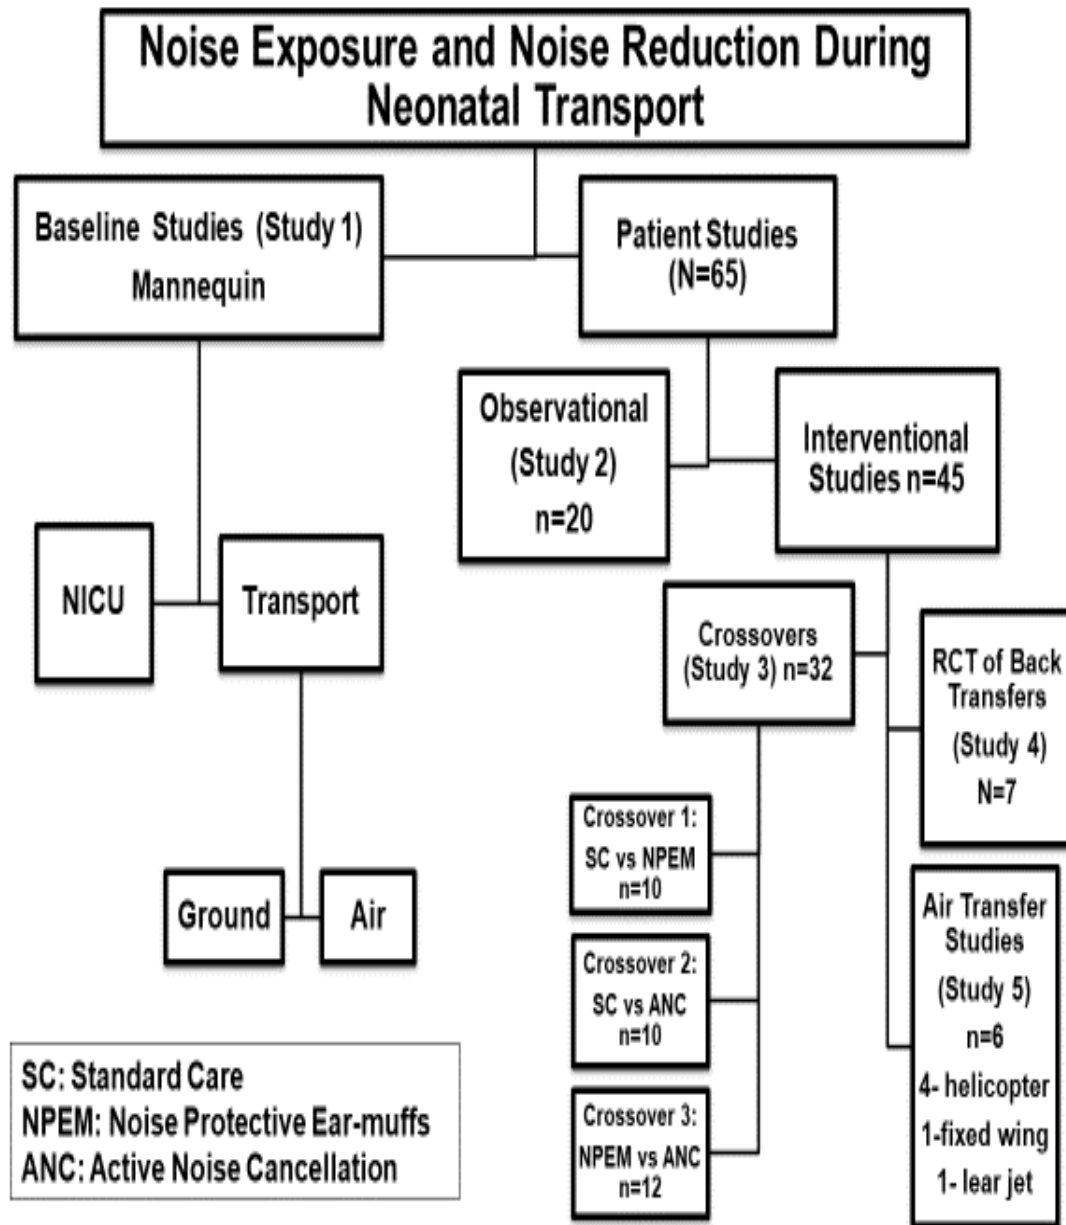 Noise Exposure and Noise Reduction During
Neonatal Transport
Baseline Studies (Study 1)
Mannequin
Patient Studies
(N=65)
Observational
(Study 2)
n=20
Interventional
Studies n=45
NICU
Transport
Crossovers
(Study 3) n=32
RCT of Back
Transfers
(Study 4)
N=7
Ground
Air
Crossover 1:
SC vs NPEM
n=10
Crossover 2:
SC vs ANC
n=10
Crossover 3:
NPEM vs ANC
n=12
Air Transfer
Studies
(Study 5)
n=6
4- helicopter
1-fixed wing
1- lear jet
SC: Standard Care
NPEM: Noise Protective Ear-muffs
ANC: Active Noise Cancellation